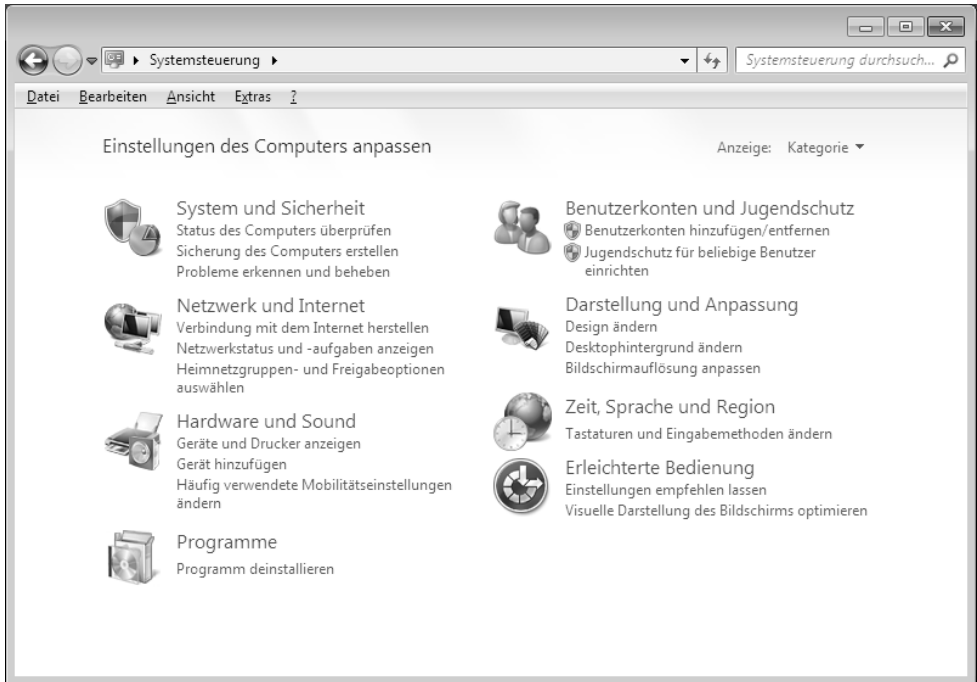 Systemsteuerung
Systemsteuerung durchsuch...
Datei Bearbeiten Ansicht Extras ?
Einstellungen des Computers anpassen
Anzeige: Kategorie
System und Sicherheit
Status des Computers überprüfen
Sicherung des Computers erstellen
Probleme erkennen und beheben
Netzwerk und Internet
Verbindung mit dem Internet herstellen
Netzwerkstatus und -aufgaben anzeigen
Heimnetzgruppen- und Freigabeoptionen
auswählen
Hardware und Sound
Geräte und Drucker anzeigen
Gerät hinzufügen
Häufig verwendete Mobilitätseinstellungen
ändern
Programme
Programm deinstallieren
Benutzerkonten und Jugendschutz
Benutzerkonten hinzufügen/entfernen
Jugendschutz für beliebige Benutzer
einrichten
Darstellung und Anpassung
Design ändern
Desktophintergrund ändern
Bildschirmauflösung anpassen
Zeit, Sprache und Region
Tastaturen und Eingabemethoden ändern
Erleichterte Bedienung
Einstellungen empfehlen lassen
Visuelle Darstellung des Bildschirms optimieren